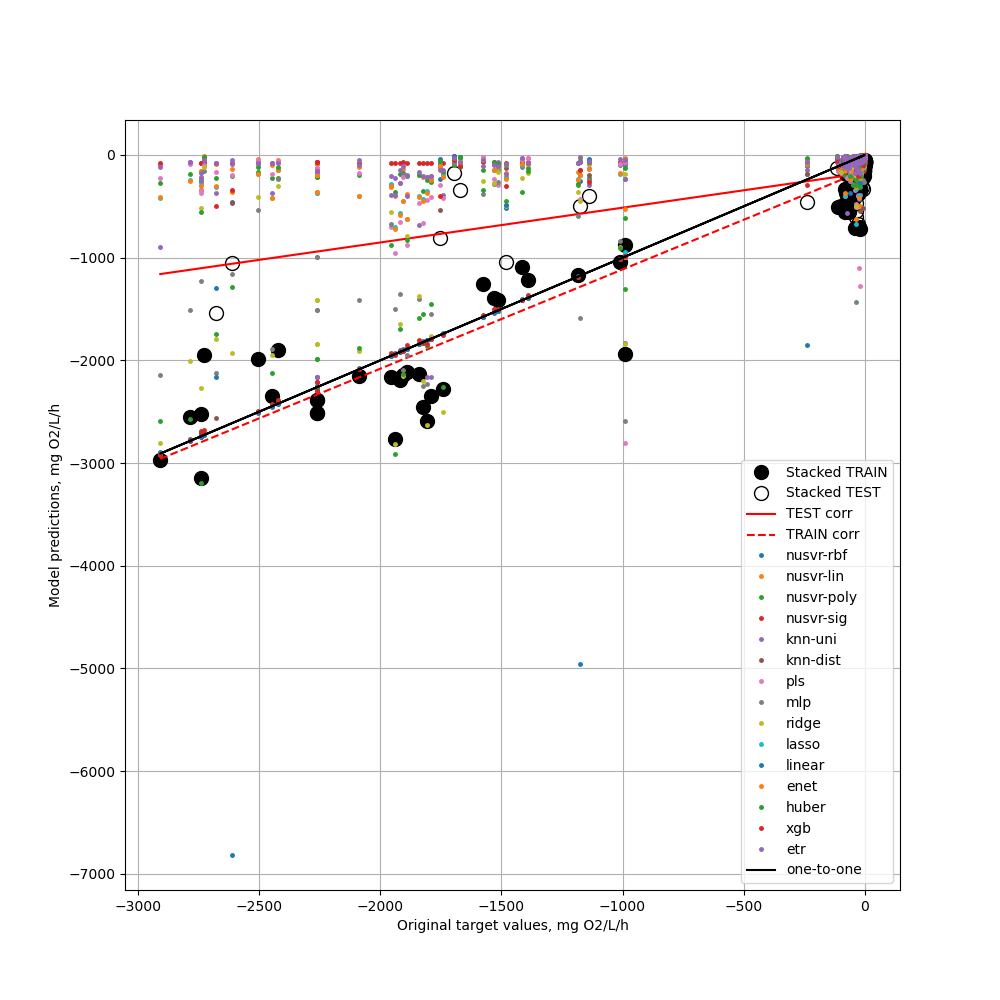 0
−1000
−2000
−3000
−4000
−5000
−6000
−7000
Model predictions, mg O2/L/h
−3000 −2500 −2000 −1500 −1000 −500 0
Original target values, mg O2/L/h
Stacked TRAIN
Stacked TEST
TEST corr
TRAIN corr
nusvr-rbf
nusvr-lin
nusvr-poly
nusvr-sig
knn-uni
knn-dist
pls
mlp
ridge
lasso
linear
enet
huber
xgb
etr
one-to-one